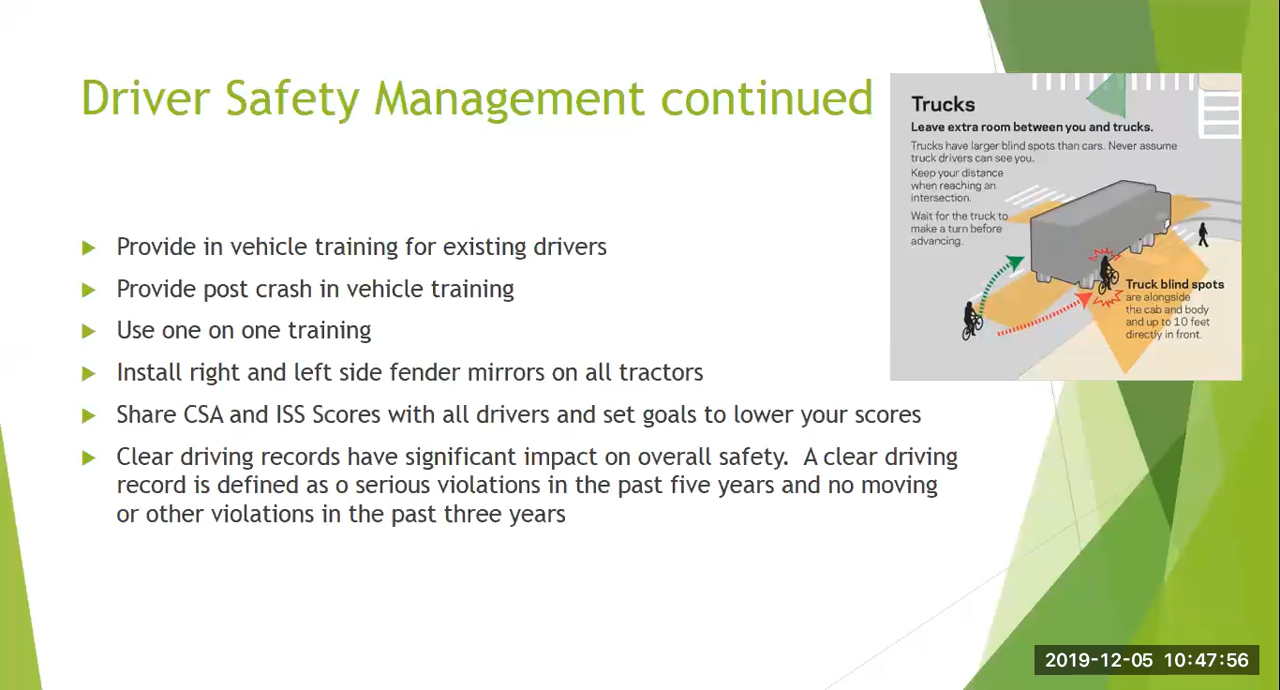 Driver Safety Management continued
Provide in vehicle training for existing drivers
Provide post crash in vehicle training
Use one on one training
Install right and left side fender mirrors on all tractors
Share CSA and ISS Scores with all drivers and set goals to lower your scores
Clear driving records have significant impact on overall safety.  A clear driving
record is defined as o serious violations in the past five years and no moving
or other violations in the past three years
Trucks
Leave extra room between you and trucks.
Trucks have larger blind spots than cars. Never assume
truck drivers can see you.
Keep your distance
when reaching an
intersection.
Wait for the truck to
make a turn before
advancing.
Truck blind spots
are alongside
the cab and body
and up to 10 feet
directly in front.
2019-12-05 10:47:56